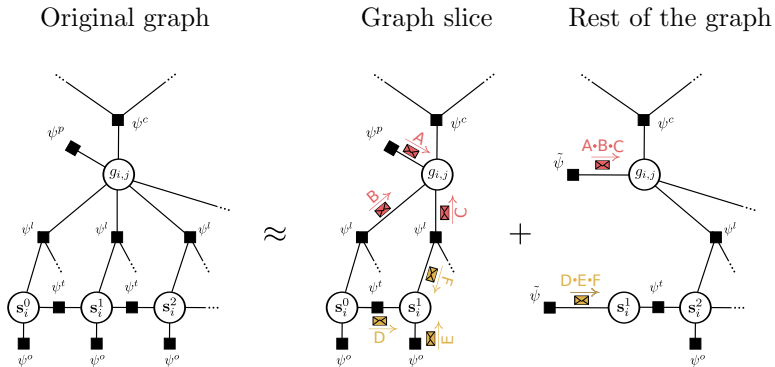 Original graph
Graph slice
Rest of the graph
ψ^c
ψ^c
ψ^c
ψ^p
ψ^p
A
A•B•C
ψ̃
g_{i,j}
g_{i,j}
g_{i,j}
B
C
ψ^l
ψ^l
ψ^l
≈
ψ^l
ψ^l
+
ψ^l
F
ψ^t
ψ^t
ψ^t
D•E•F
ψ^t
ψ̃
s_i^0
s_i^1
s_i^2
s_i^0
s_i^1
s_i^1
s_i^2
D
E
ψ^o
ψ^o
ψ^o
ψ^o
ψ^o
ψ^o